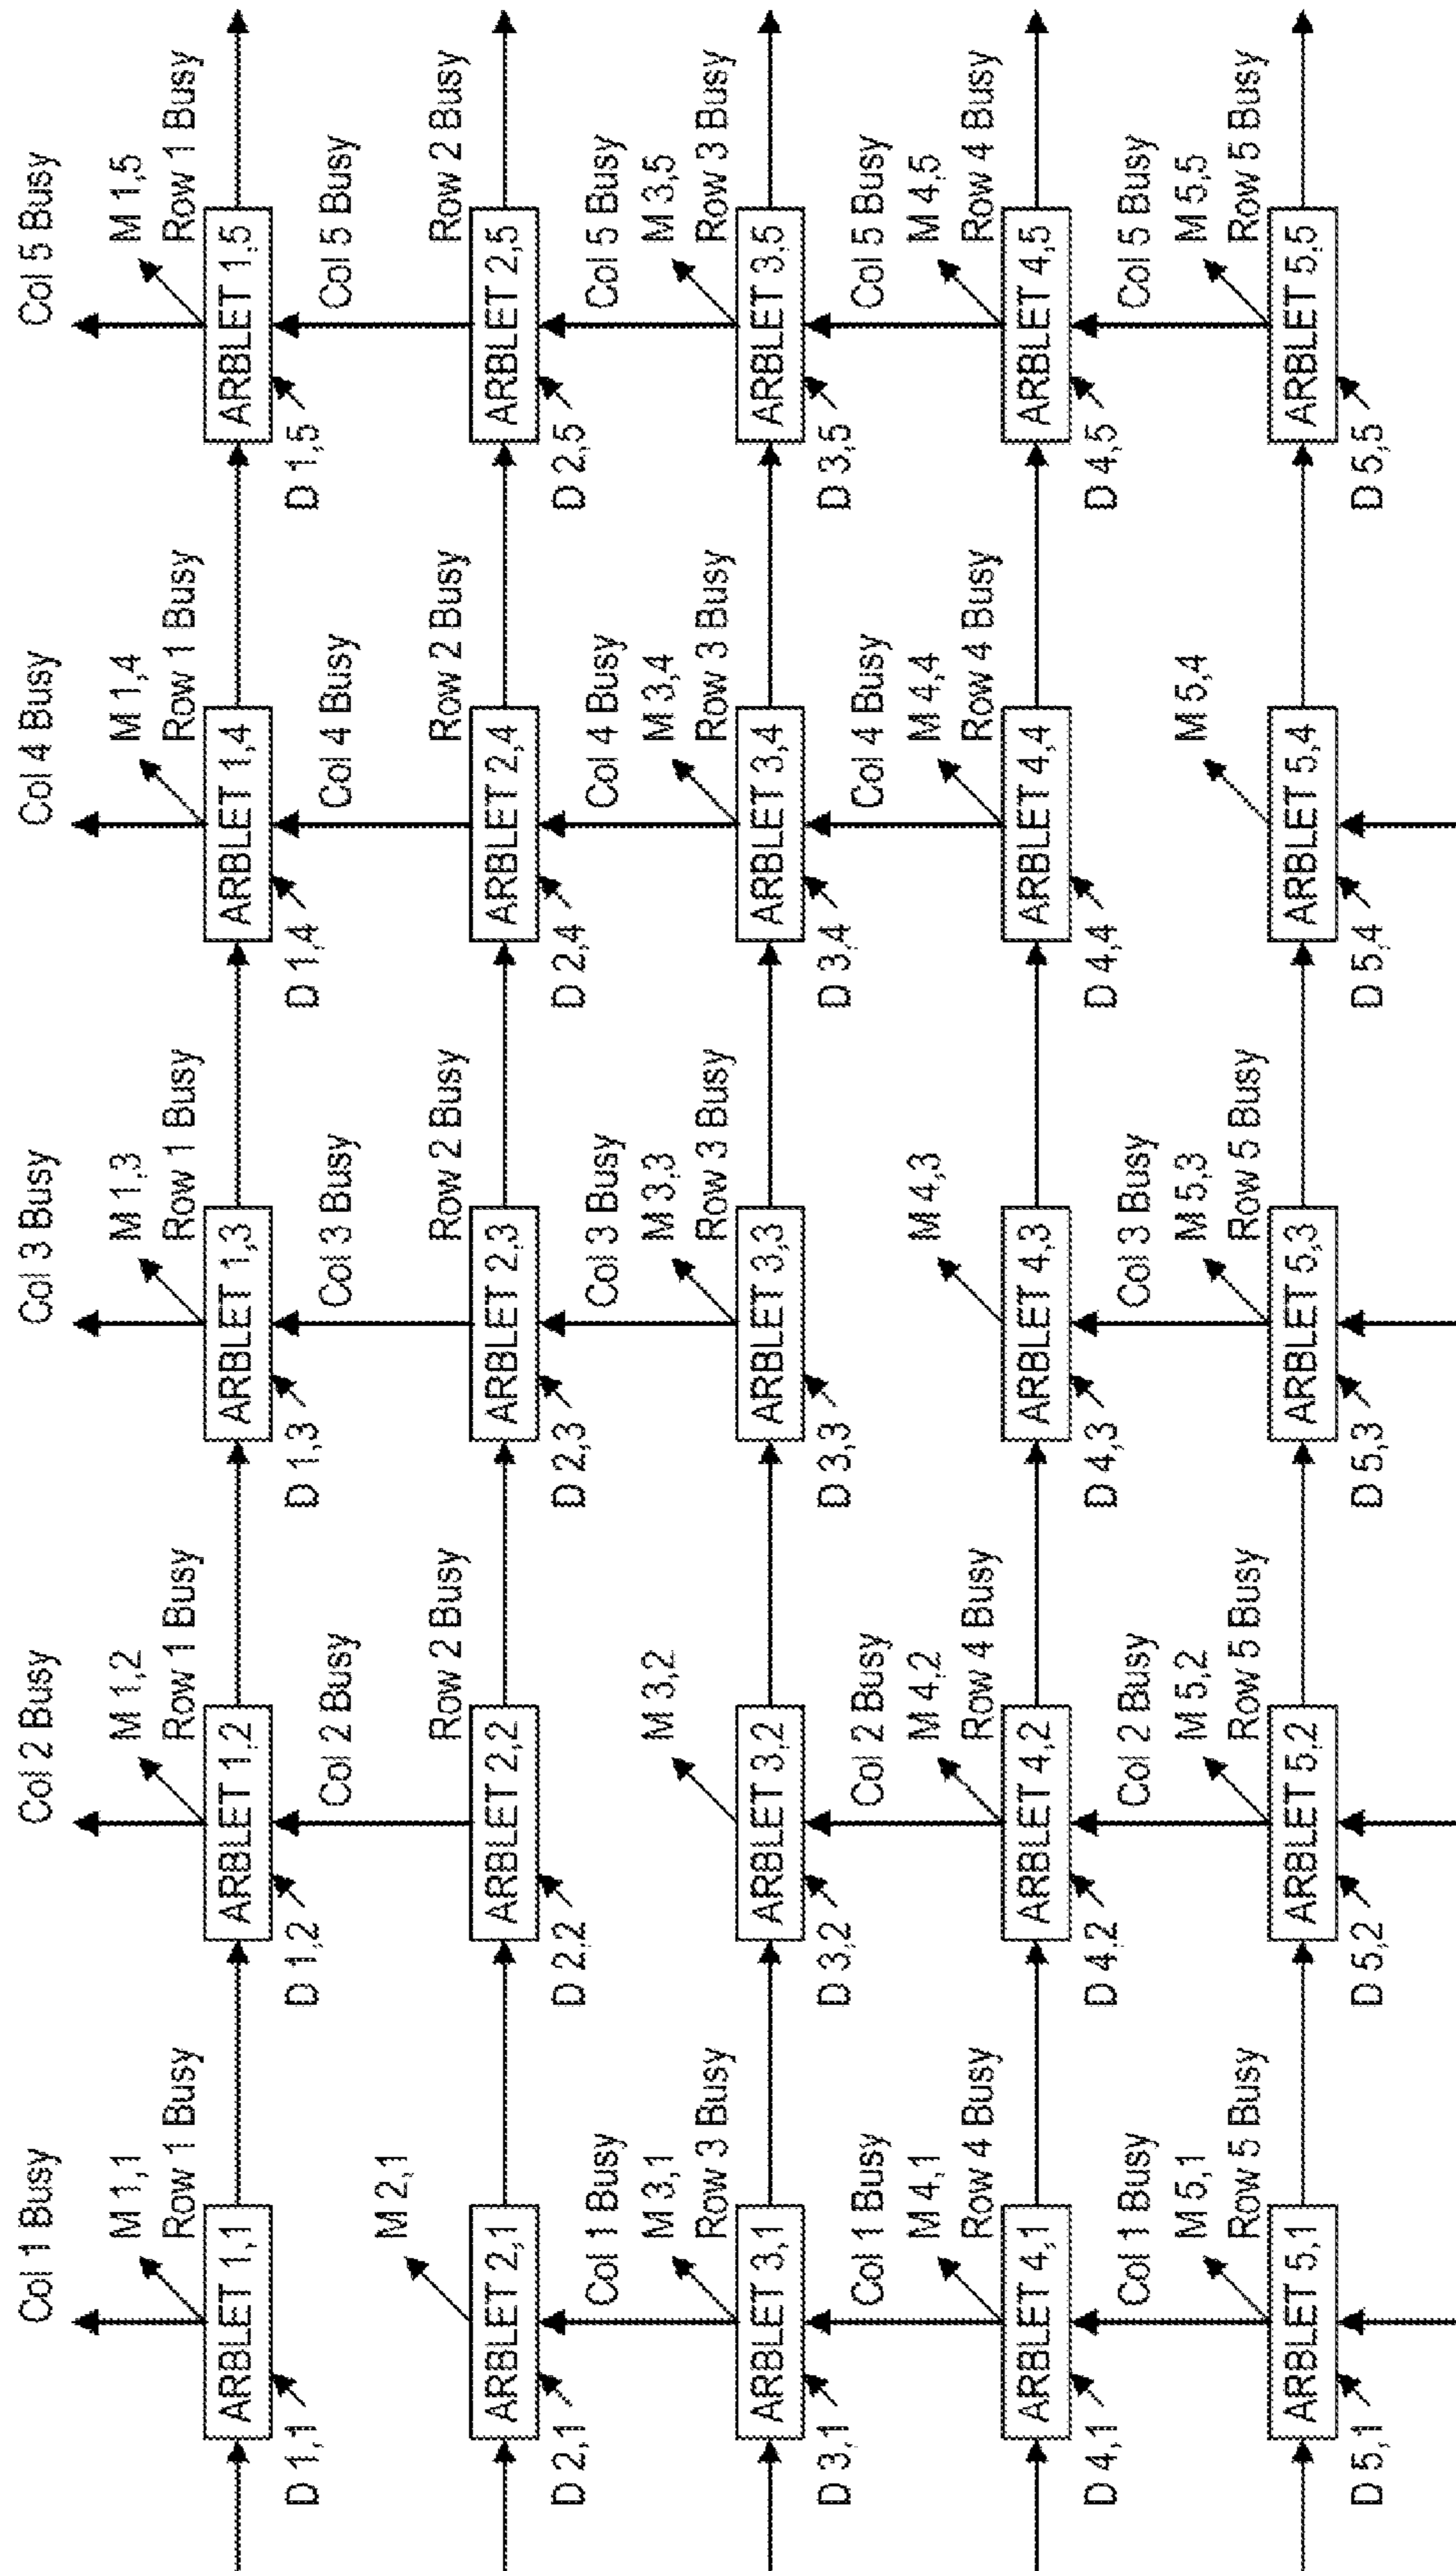 Col 1 Busy Col 2 Busy Col 3 Busy Col 4 Busy Col 5 Busy
M 1,1 M 1,2 M 1,3 M 1,4 M 1,5
Row 1 Busy Row 1 Busy Row 1 Busy Row 1 Busy Row 1 Busy
ARBLET 1,1 ARBLET 1,2 ARBLET 1,3 ARBLET 1,4 ARBLET 1,5
D 1,1 D 1,2 D 1,3 D 1,4 D 1,5
Col 2 Busy Col 3 Busy Col 4 Busy Col 5 Busy
M 2,1
Row 2 Busy Row 2 Busy Row 2 Busy Row 2 Busy
ARBLET 2,1 ARBLET 2,2 ARBLET 2,3 ARBLET 2,4 ARBLET 2,5
D 2,1 D 2,2 D 2,3 D 2,4 D 2,5
Col 1 Busy Col 3 Busy Col 4 Busy Col 5 Busy
M 3,1 M 3,2 M 3,3 M 3,4 M 3,5
Row 3 Busy Row 3 Busy Row 3 Busy Row 3 Busy
ARBLET 3,1 ARBLET 3,2 ARBLET 3,3 ARBLET 3,4 ARBLET 3,5
D 3,1 D 3,2 D 3,3 D 3,4 D 3,5
Col 1 Busy Col 2 Busy Col 4 Busy Col 5 Busy
M 4,1 M 4,2 M 4,3 M 4,4 M 4,5
Row 4 Busy Row 4 Busy Row 4 Busy Row 4 Busy
ARBLET 4,1 ARBLET 4,2 ARBLET 4,3 ARBLET 4,4 ARBLET 4,5
D 4,1 D 4,2 D 4,3 D 4,4 D 4,5
Col 1 Busy Col 2 Busy Col 3 Busy Col 5 Busy
M 5,1 M 5,2 M 5,3 M 5,4 M 5,5
Row 5 Busy Row 5 Busy Row 5 Busy Row 5 Busy
ARBLET 5,1 ARBLET 5,2 ARBLET 5,3 ARBLET 5,4 ARBLET 5,5
D 5,1 D 5,2 D 5,3 D 5,4 D 5,5